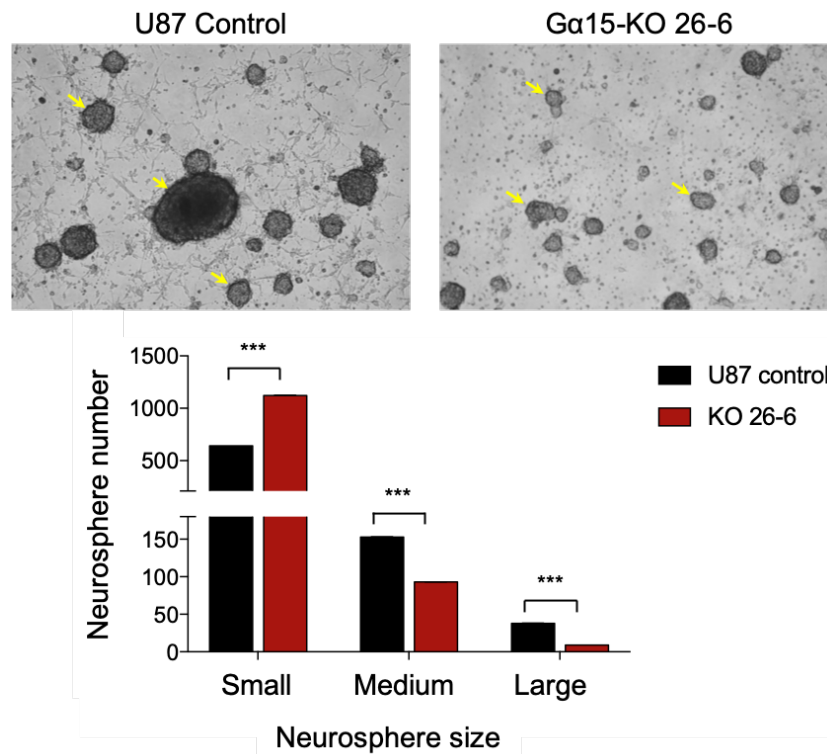 U87 Control
Gα15-KO 26-6
Neurosphere number
1500
1000
500
150
100
50
0
***
***
***
U87 control
KO 26-6
Small Medium Large
Neurosphere size